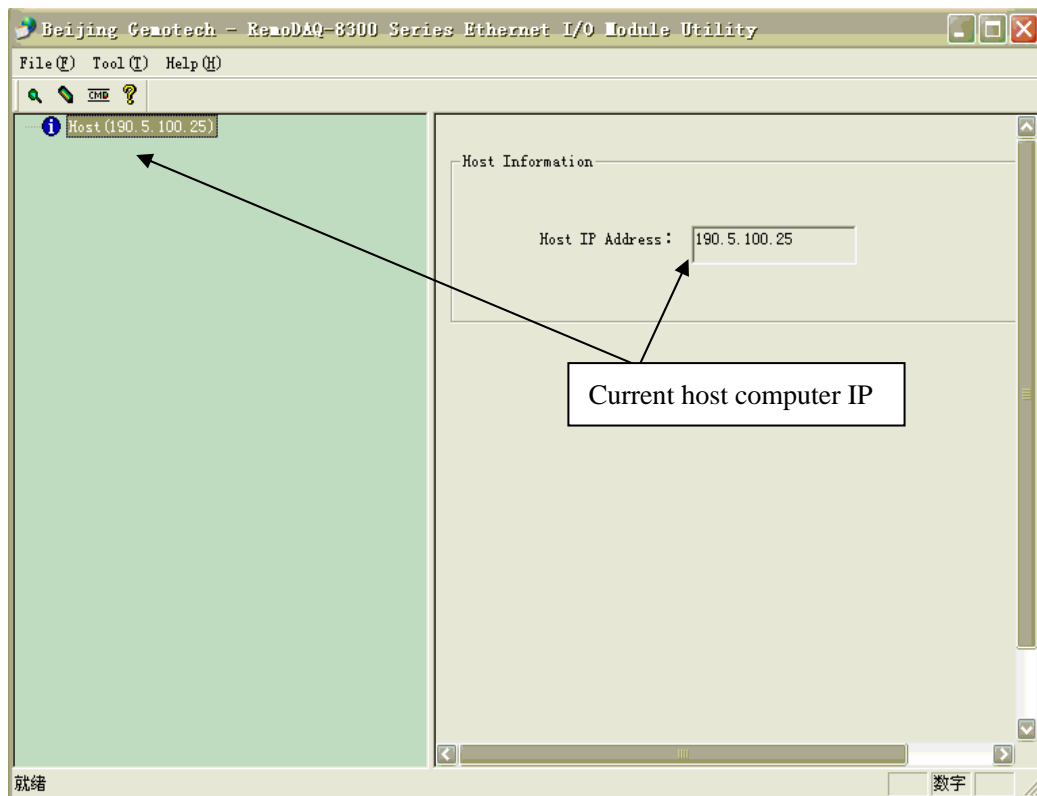 Beijing Gemotech - RemoDAQ-8300 Series Ethernet I/O Module Utility
File(F) Tool(T) Help(H)
CMD ?
Host(190.5.100.25)
Host Information
Host IP Address: 190.5.100.25
Current host computer IP
就绪
数字